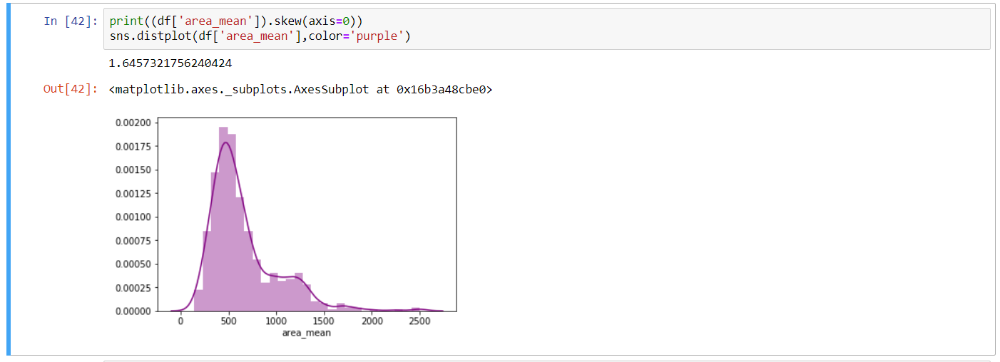 In [42]: print((df['area_mean']).skew(axis=0))
sns.distplot(df['area_mean'],color='purple')
1.6457321756240424
Out[42]: <matplotlib.axes._subplots.AxesSubplot at 0x16b3a48cbe0>
0.00200
0.00175
0.00150
0.00125
0.00100
0.00075
0.00050
0.00025
0.00000
0 500 1000 1500 2000 2500
area_mean